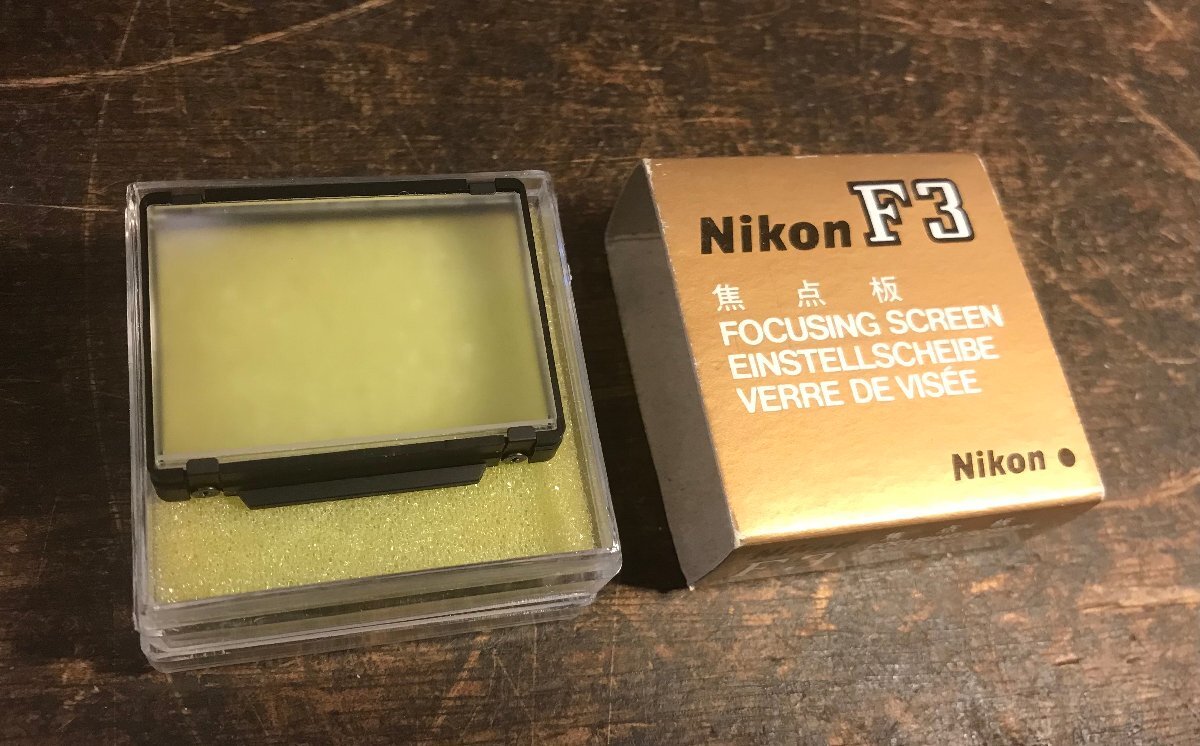 Nikon F3
焦点板
FOCUSING SCREEN
EINSTELLSCHEIBE
VERRE DE VISÉE
Nikon